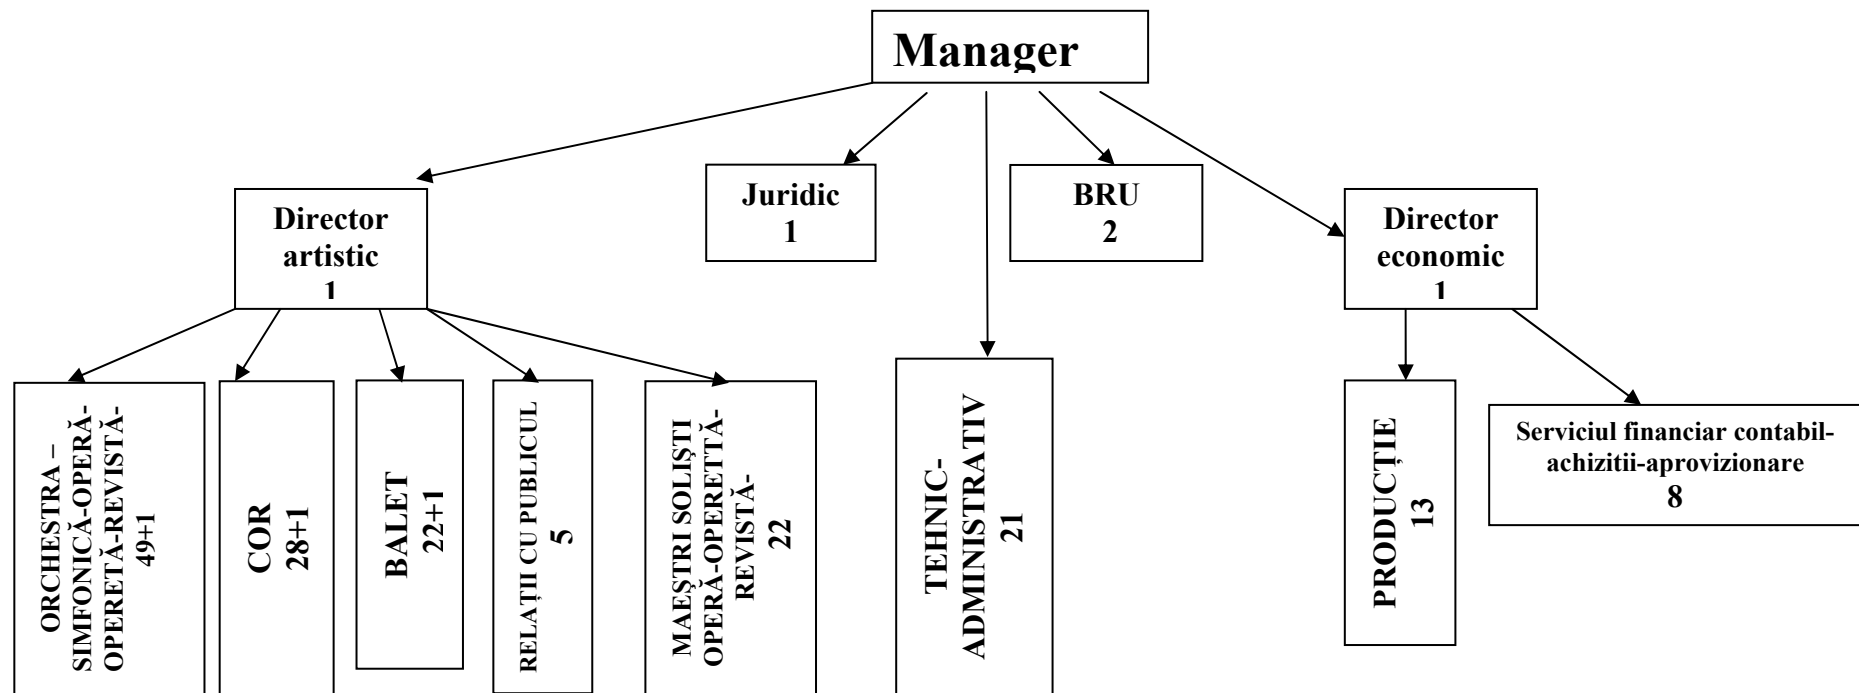 Manager
Juridic
1
BRU
2
Director
artistic
1
Director
economic
1
ORCHESTRA –
SIMFONICĂ-OPERĂ-
OPERETĂ-REVISTĂ-
49+1
COR
28+1
BALET
22+1
RELAȚII CU PUBLICUL
5
MAEȘTRI SOLIȘTI
OPERĂ-OPERETTĂ-
REVISTĂ-
22
TEHNIC-
ADMINISTRATIV
21
PRODUCȚIE
13
Serviciul financiar contabil-
achizitii-aprovizionare
8